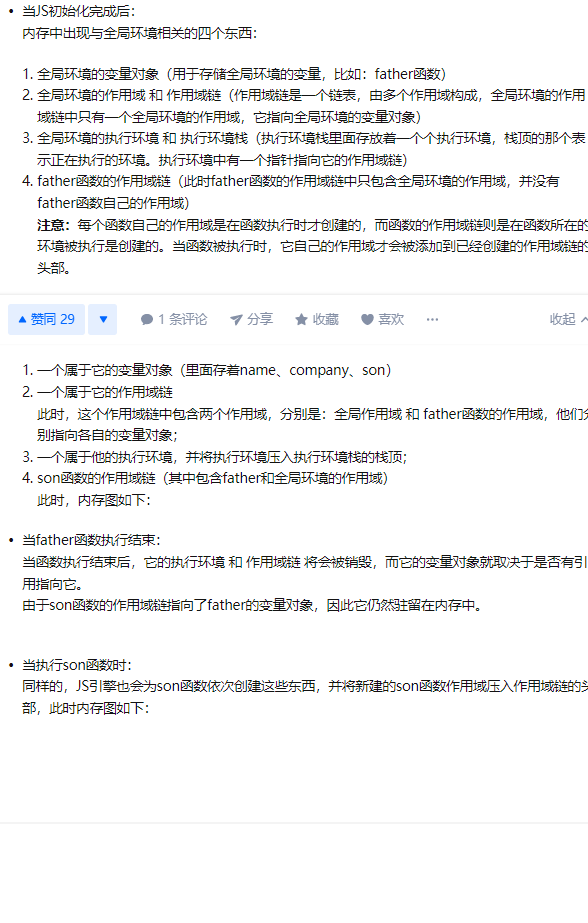 • 当JS初始化完成后：
内存中出现与全局环境相关的四个东西：
1. 全局环境的变量对象（用于存储全局环境的变量，比如：father函数）
2. 全局环境的作用域 和 作用域链（作用域链是一个链表，由多个作用域构成，全局环境的作用
域链中只有一个全局环境的作用域，它指向全局环境的变量对象）
3. 全局环境的执行环境 和 执行环境栈（执行环境栈里面存放着一个个执行环境，栈顶的那个表
示正在执行的环境。执行环境中有一个指针指向它的作用域链）
4. father函数的作用域链（此时father函数的作用域链中只包含全局环境的作用域，并没有
father函数自己的作用域）
注意：每个函数自己的作用域是在函数执行时才创建的，而函数的作用域链则是在函数所在的
环境被执行是创建的。当函数被执行时，它自己的作用域才会被添加到已经创建的作用域链的
头部。
赞同 29 1 条评论 分享 收藏 喜欢 ··· 收起
1. 一个属于它的变量对象（里面存着name、company、son）
2. 一个属于它的作用域链
此时，这个作用域链中包含两个作用域，分别是：全局作用域 和 father函数的作用域，他们分
别指向各自的变量对象；
3. 一个属于他的执行环境，并将执行环境压入执行环境栈的栈顶；
4. son函数的作用域链（其中包含father和全局环境的作用域）
此时，内存图如下：
• 当father函数执行结束：
当函数执行结束后，它的执行环境 和 作用域链 将会被销毁，而它的变量对象就取决于是否有引
用指向它。
由于son函数的作用域链指向了father的变量对象，因此它仍然驻留在内存中。
• 当执行son函数时：
同样的，JS引擎也会为son函数依次创建这些东西，并将新建的son函数作用域压入作用域链的头
部，此时内存图如下：